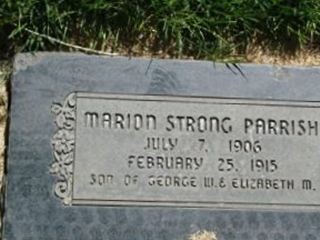 MARION STRONG PARRISH
JULY 7, 1906
FEBRUARY 25, 1915
SON OF GEORGE W. & ELIZABETH M.